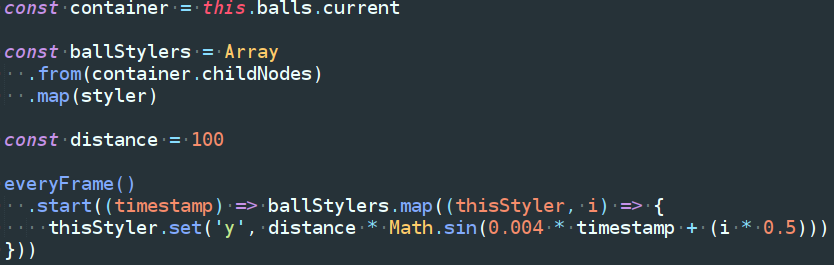 const container = this.balls.current

const ballStylers = Array
  .from(container.childNodes)
  .map(styler)

const distance = 100

everyFrame()
  .start((timestamp) => ballStylers.map((thisStyler, i) => {
    thisStyler.set('y', distance * Math.sin(0.004 * timestamp + (i * 0.5)))
}))